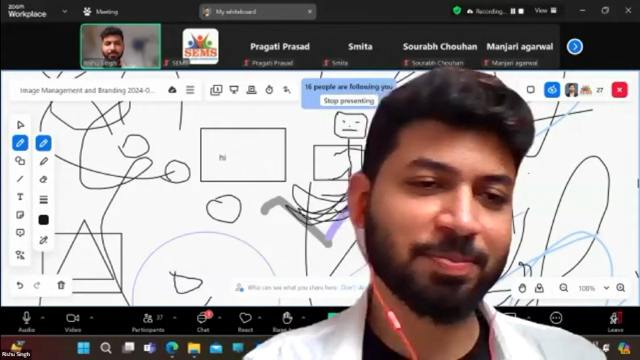 zoom
Workplace
Meeting
My whiteboard
Recording...
View
Rishu Singh
SEMS
SEMS
Pragati Prasad
Pragati Prasad
Smita
Smita
Sourabh Chouhan
Sourabh Chouhan
Manjari agarwal
Manjari agarwal
Image Management and Branding 2024-0...
16 people are following you
Stop presenting
27
hi
Who can see what you share here?
100%
Audio
Video
37
Participants
Chat
React
Leave
Rishu Singh